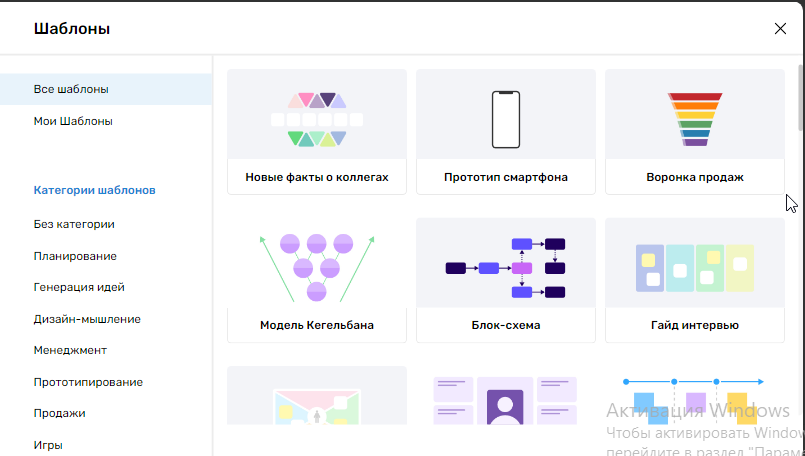 Шаблоны
Все шаблоны
Мои Шаблоны
Категории шаблонов
Без категории
Планирование
Генерация идей
Дизайн-мышление
Менеджмент
Прототипирование
Продажи
Игры
Новые факты о коллегах
Прототип смартфона
Воронка продаж
Модель Кегельбана
Блок-схема
Гайд интервью
Активация Windows
Чтобы активировать Window
перейдите в раздел "Парам